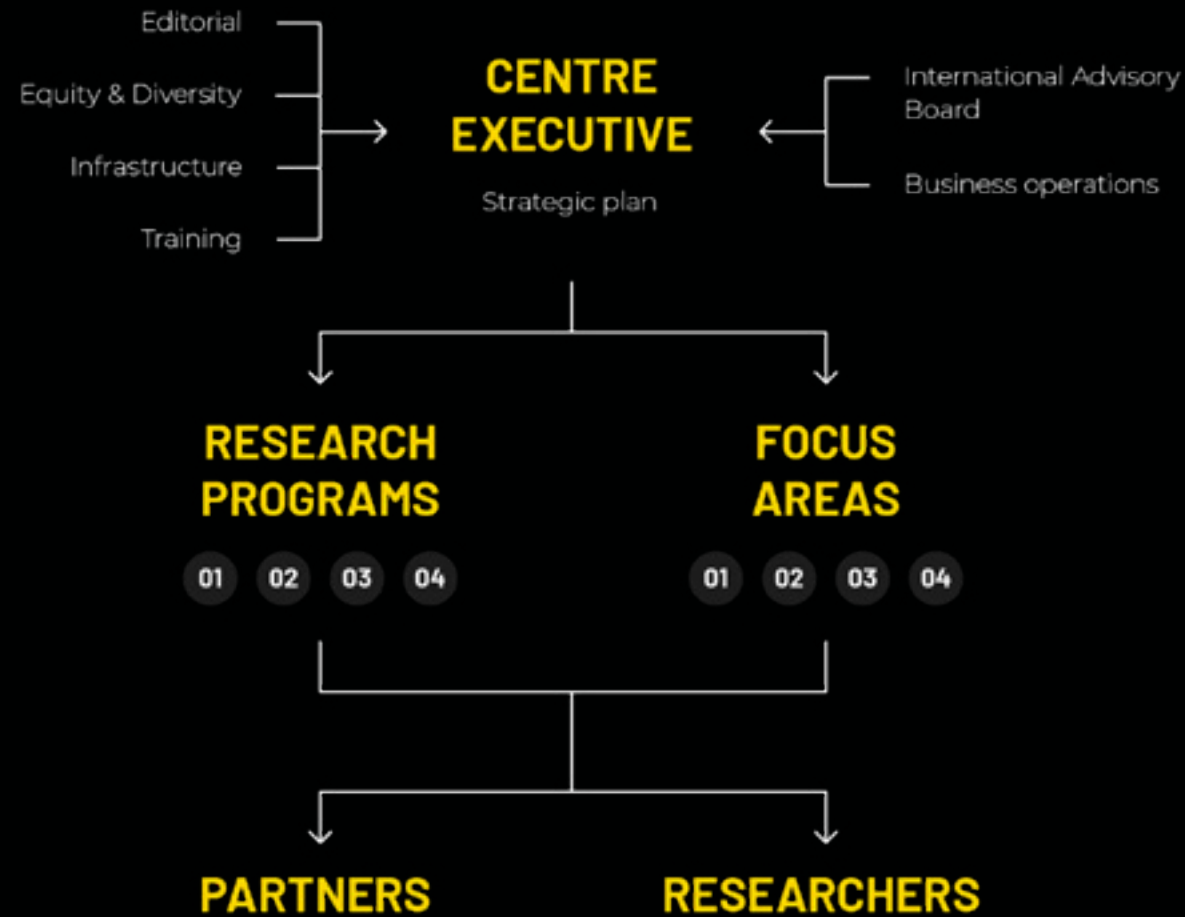 Editorial
Equity & Diversity
Infrastructure
Training
CENTRE
EXECUTIVE
Strategic plan
International Advisory
Board
Business operations
RESEARCH
PROGRAMS
01 02 03 04
FOCUS
AREAS
01 02 03 04
PARTNERS
RESEARCHERS